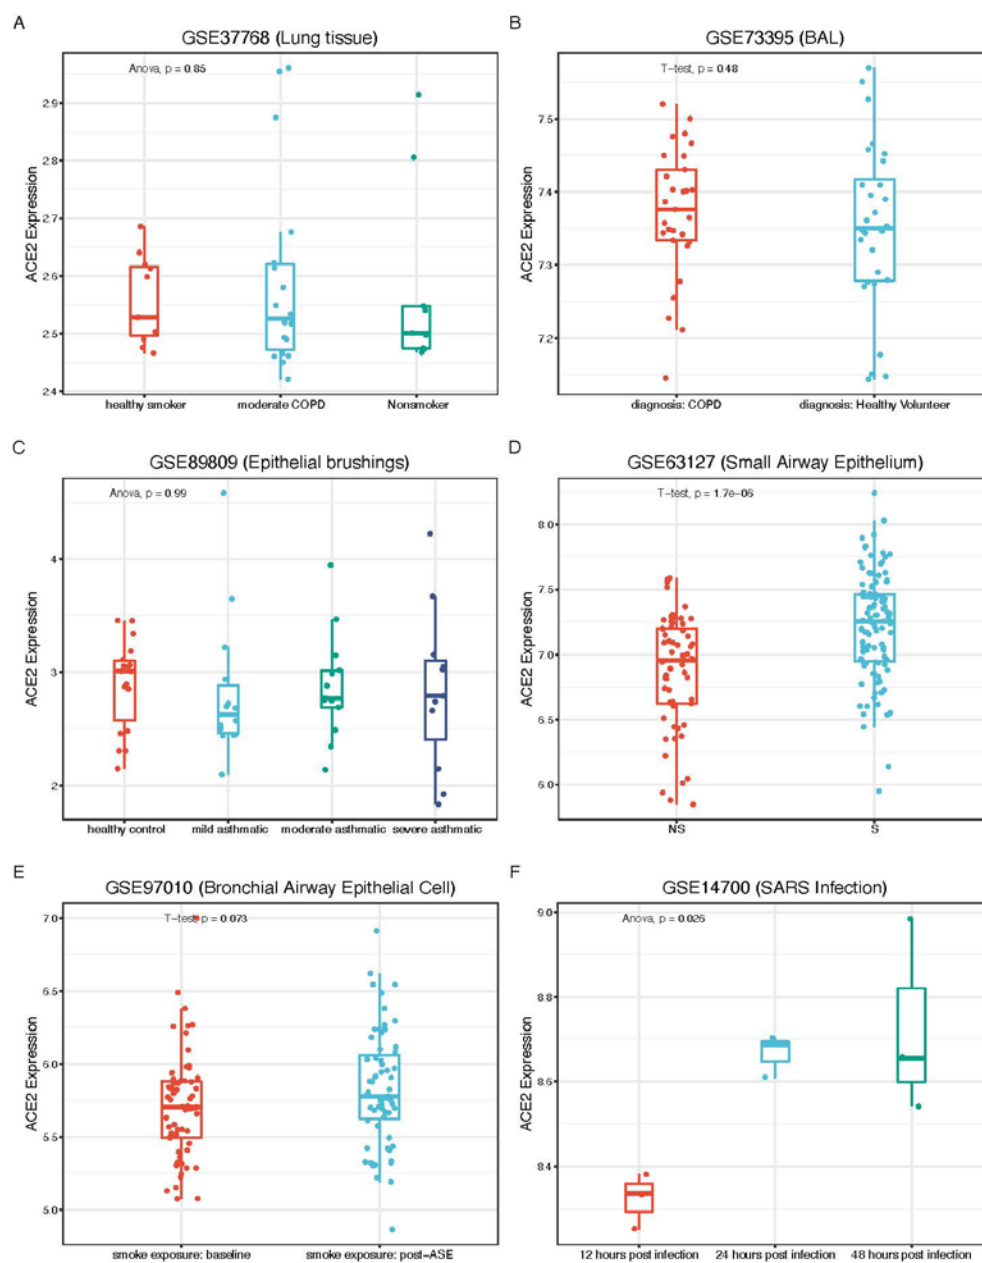 A
GSE37768 (Lung tissue)
Anova, p = 0.85
ACE2 Expression
2.9
2.8
2.7
2.6
2.5
2.4
healthy smoker
moderate COPD
Nonsmoker
B
GSE73395 (BAL)
T-test, p = 0.48
ACE2 Expression
7.5
7.4
7.3
7.2
diagnosis: COPD
diagnosis: Healthy Volunteer
C
GSE89809 (Epithelial brushings)
Anova, p = 0.99
ACE2 Expression
4
3
2
healthy control
mild asthmatic
moderate asthmatic
severe asthmatic
D
GSE63127 (Small Airway Epithelium)
T-test, p = 1.7e-06
ACE2 Expression
8.0
7.5
7.0
6.5
6.0
NS
S
E
GSE97010 (Bronchial Airway Epithelial Cell)
T-test, p = 0.073
ACE2 Expression
7.0
6.5
6.0
5.5
5.0
smoke exposure: baseline
smoke exposure: post-ASE
F
GSE14700 (SARS Infection)
Anova, p = 0.026
ACE2 Expression
9.0
8.8
8.6
8.4
12 hours post infection
24 hours post infection
48 hours post infection